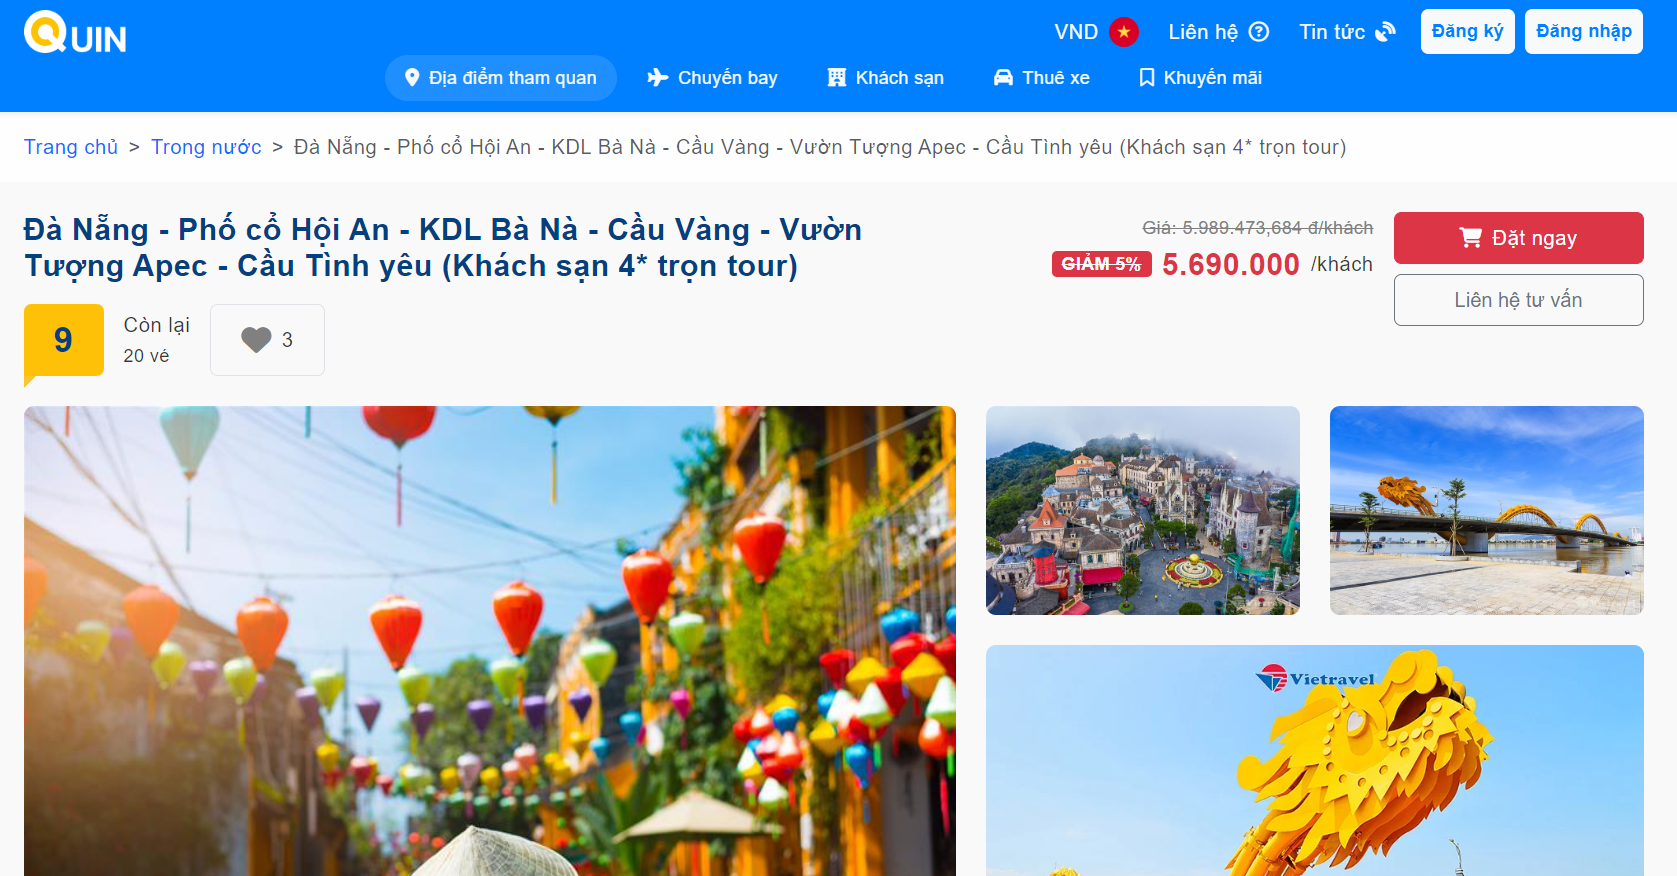 QUIN
VND
Liên hệ
Tin tức
Đăng ký
Đăng nhập
Địa điểm tham quan
Chuyến bay
Khách sạn
Thuê xe
Khuyến mãi
Trang chủ > Trong nước > Đà Nẵng - Phố cổ Hội An - KDL Bà Nà - Cầu Vàng - Vườn Tượng Apec - Cầu Tình yêu (Khách sạn 4* trọn tour)
Đà Nẵng - Phố cổ Hội An - KDL Bà Nà - Cầu Vàng - Vườn
Tượng Apec - Cầu Tình yêu (Khách sạn 4* trọn tour)
Giá: 5.989.473,684 đ/khách
GIẢM 5% 5.690.000 /khách
Đặt ngay
Liên hệ tư vấn
9
Còn lại
20 vé
3
Vietravel